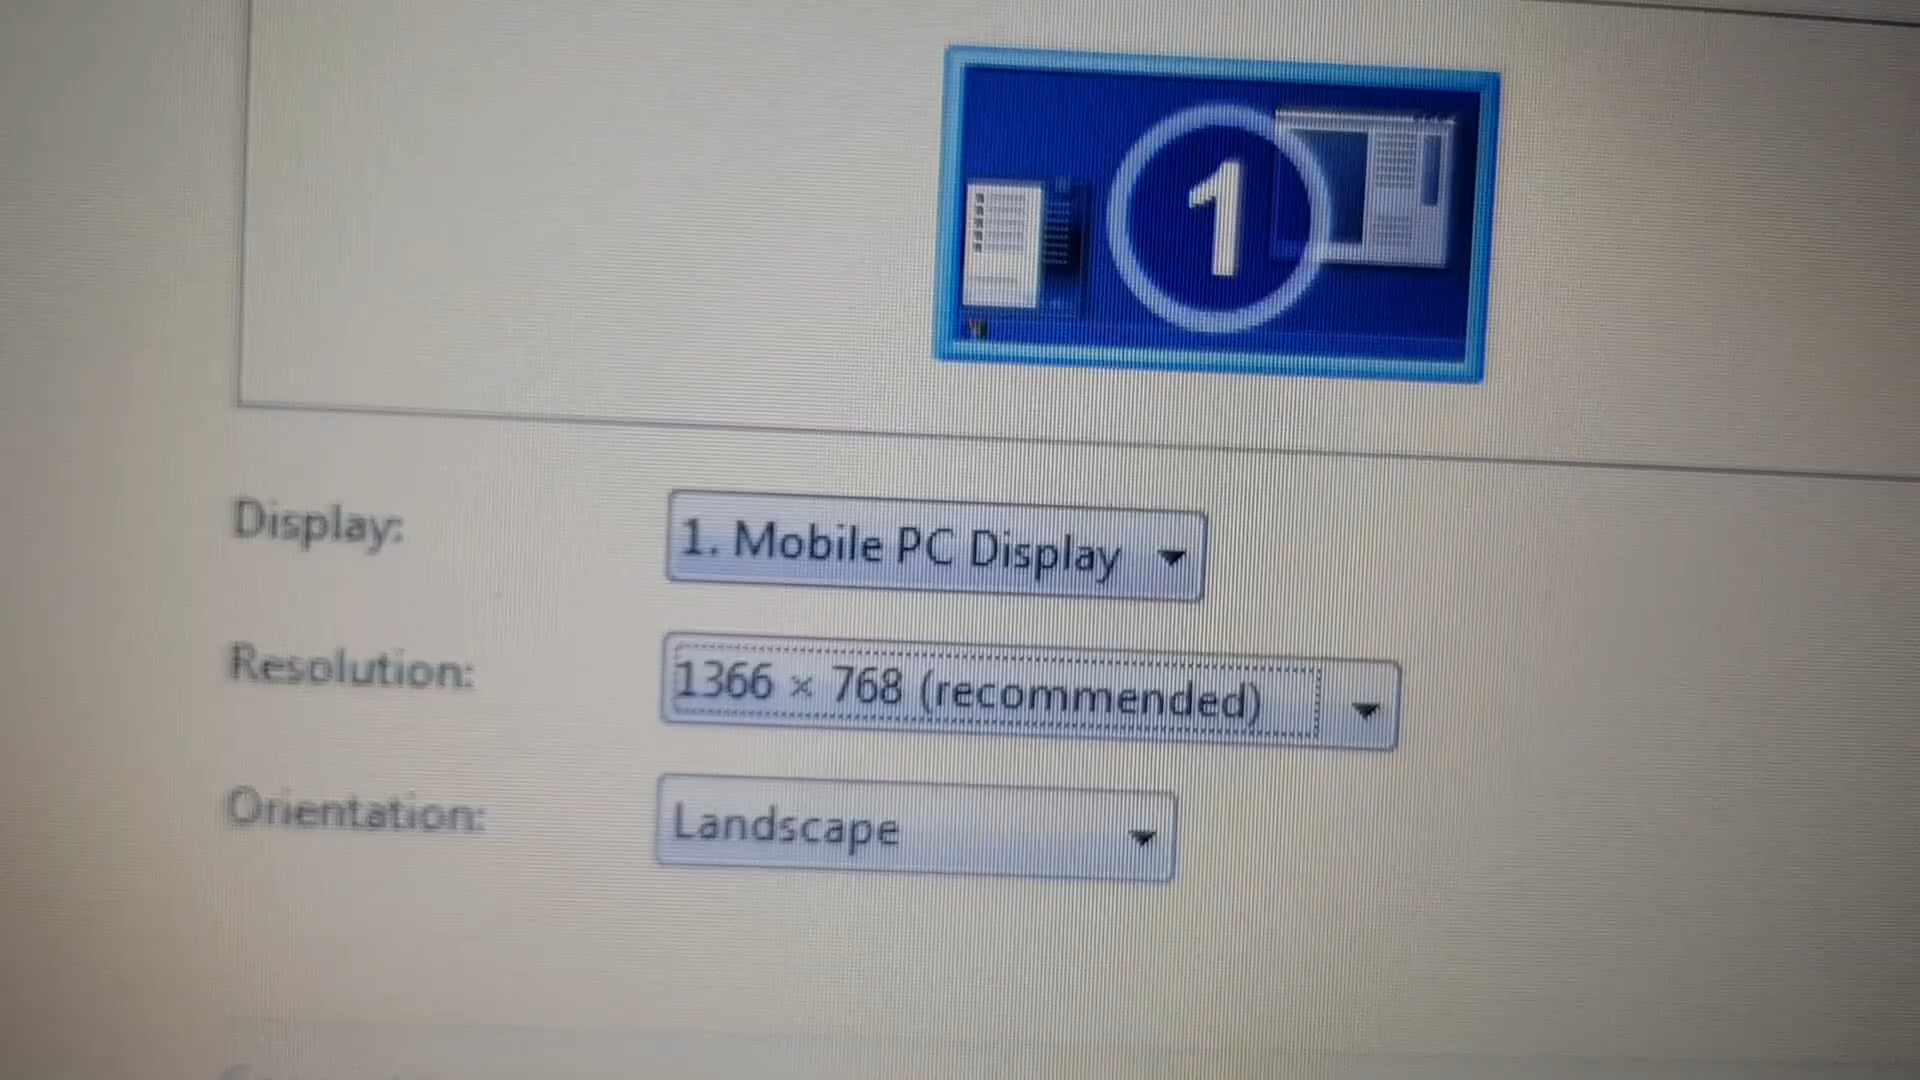 1
Display: 1. Mobile PC Display
Resolution: 1366 × 768 (recommended)
Orientation: Landscape